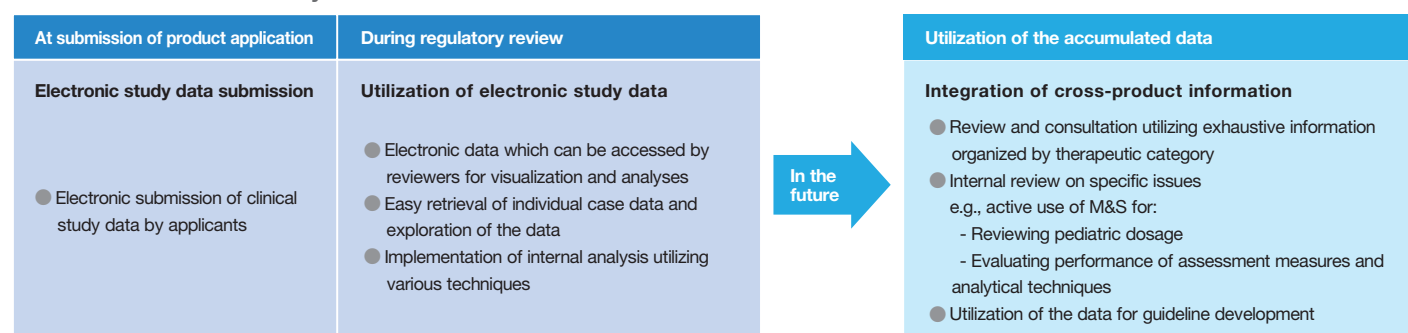 At submission of product application
Electronic study data submission
● Electronic submission of clinical
study data by applicants
During regulatory review
Utilization of electronic study data
● Electronic data which can be accessed by
reviewers for visualization and analyses
● Easy retrieval of individual case data and
exploration of the data
● Implementation of internal analysis utilizing
various techniques
In the
future
Utilization of the accumulated data
Integration of cross-product information
● Review and consultation utilizing exhaustive information
organized by therapeutic category
● Internal review on specific issues
e.g., active use of M&S for:
- Reviewing pediatric dosage
- Evaluating performance of assessment measures and
analytical techniques
● Utilization of the data for guideline development